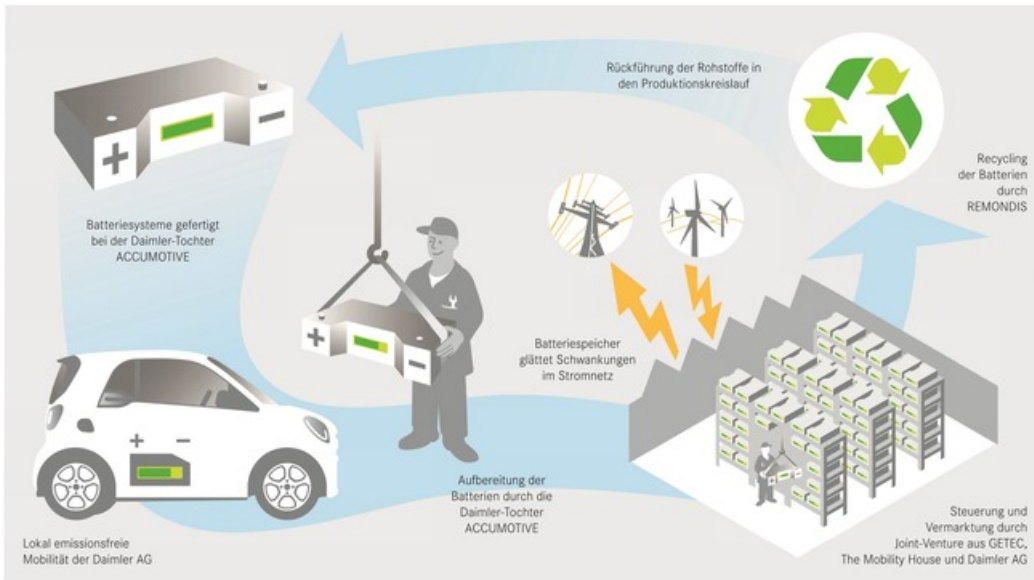 Rückführung der Rohstoffe in
den Produktionskreislauf
Recycling
der Batterien
durch
REMONDIS
Batteriesysteme gefertigt
bei der Daimler-Tochter
ACCUMOTIVE
Batteriespeicher
glättet Schwankungen
im Stromnetz
Aufbereitung der
Batterien durch die
Daimler-Tochter
ACCUMOTIVE
Lokal emissionsfreie
Mobilität der Daimler AG
Steuerung und
Vermarktung durch
Joint-Venture aus GETEC,
The Mobility House und Daimler AG